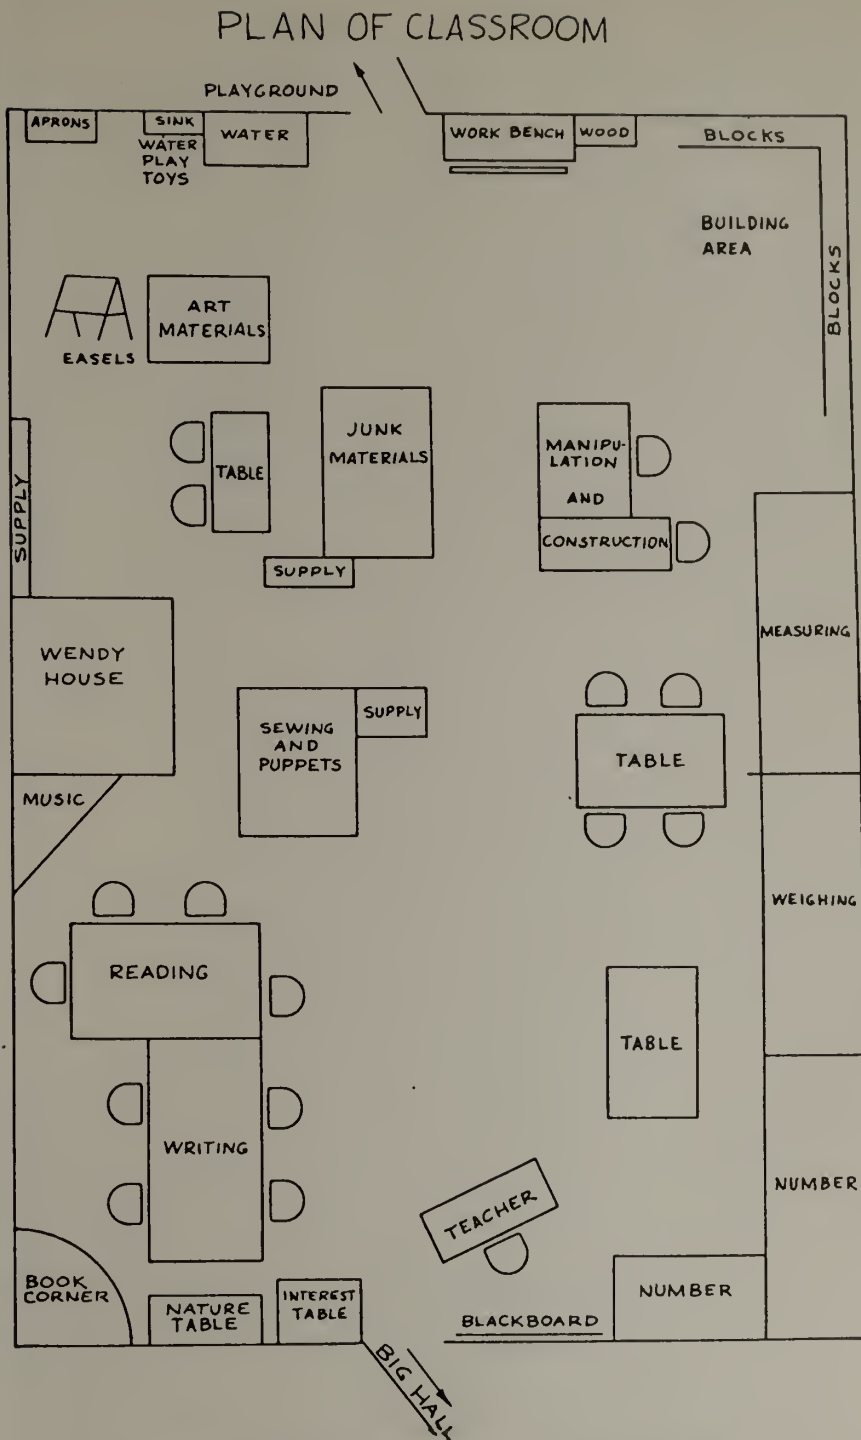 PLAN OF CLASSROOM
PLAYGROUND
APRONS
SINK
WATER
PLAY
TOYS
WATER
WORK BENCH
WOOD
BLOCKS
BUILDING
AREA
BLOCKS
EASELS
ART
MATERIALS
SUPPLY
TABLE
JUNK
MATERIALS
SUPPLY
MANIPU-
LATION
AND
CONSTRUCTION
MEASURING
WENDY
HOUSE
SEWING
AND
PUPPETS
SUPPLY
TABLE
MUSIC
WEIGHING
READING
TABLE
WRITING
NUMBER
TEACHER
BOOK
CORNER
NATURE
TABLE
INTEREST
TABLE
BLACKBOARD
NUMBER
BIG HALL